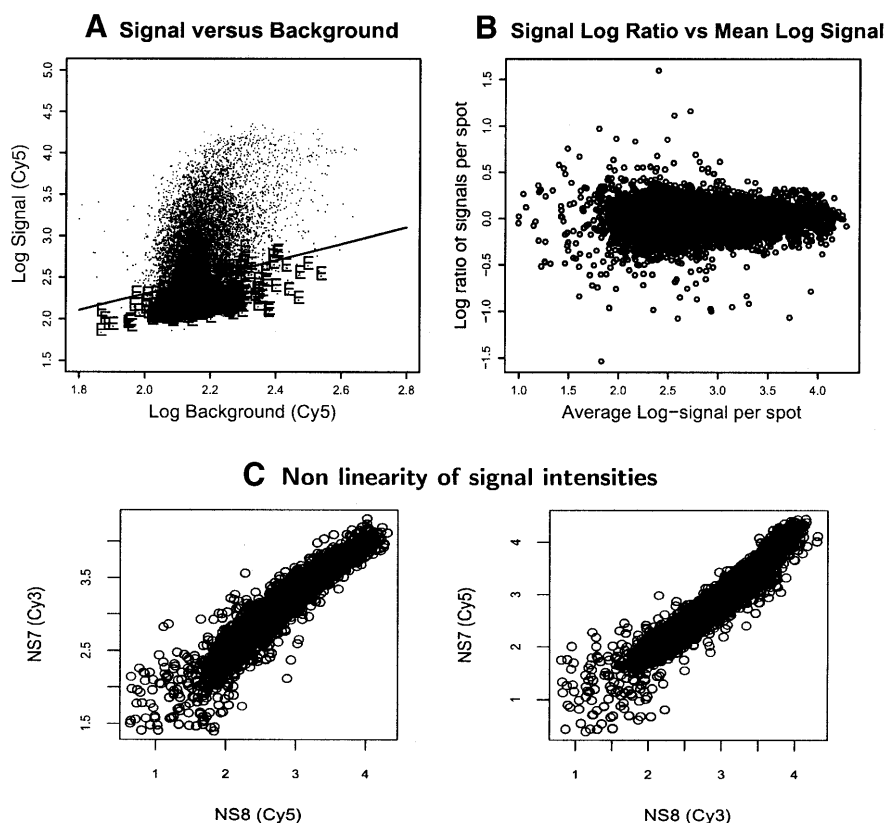 A Signal versus Background
5.0
4.5
4.0
3.5
3.0
2.5
2.0
1.5
Log Signal (Cy5)
E E E E E E E E E E
1.8 2.0 2.2 2.4 2.6 2.8
Log Background (Cy5)
B Signal Log Ratio vs Mean Log Signal
1.5
1.0
0.5
0.0
−0.5
−1.0
−1.5
Log ratio of signals per spot
1.0 1.5 2.0 2.5 3.0 3.5 4.0
Average Log−signal per spot
C Non linearity of signal intensities
NS7 (Cy3)
3.5
2.5
1.5
1 2 3 4
NS8 (Cy5)
NS7 (Cy5)
4
3
2
1
1 2 3 4
NS8 (Cy3)